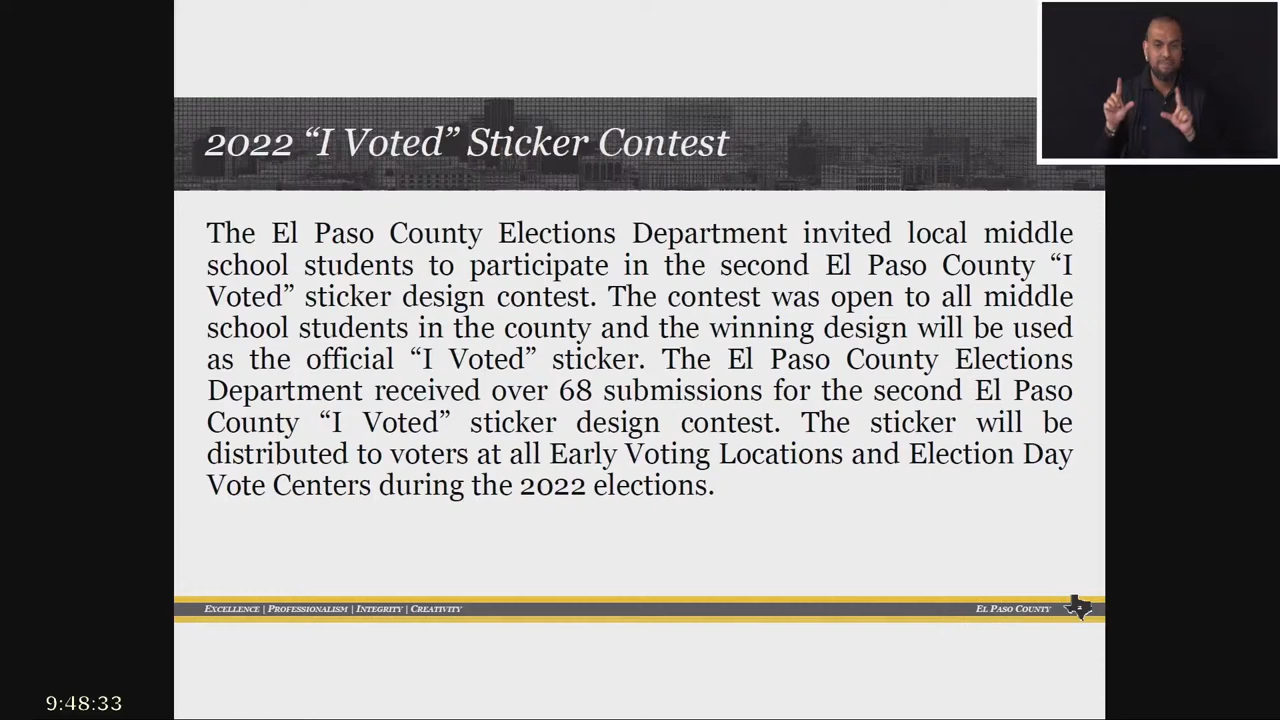 2022 “I Voted” Sticker Contest
The El Paso County Elections Department invited local middle
school students to participate in the second El Paso County “I
Voted” sticker design contest. The contest was open to all middle
school students in the county and the winning design will be used
as the official “I Voted” sticker. The El Paso County Elections
Department received over 68 submissions for the second El Paso
County “I Voted” sticker design contest. The sticker will be
distributed to voters at all Early Voting Locations and Election Day
Vote Centers during the 2022 elections.
EXCELLENCE | PROFESSIONALISM | INTEGRITY | CREATIVITY
EL PASO COUNTY 2
9:48:33